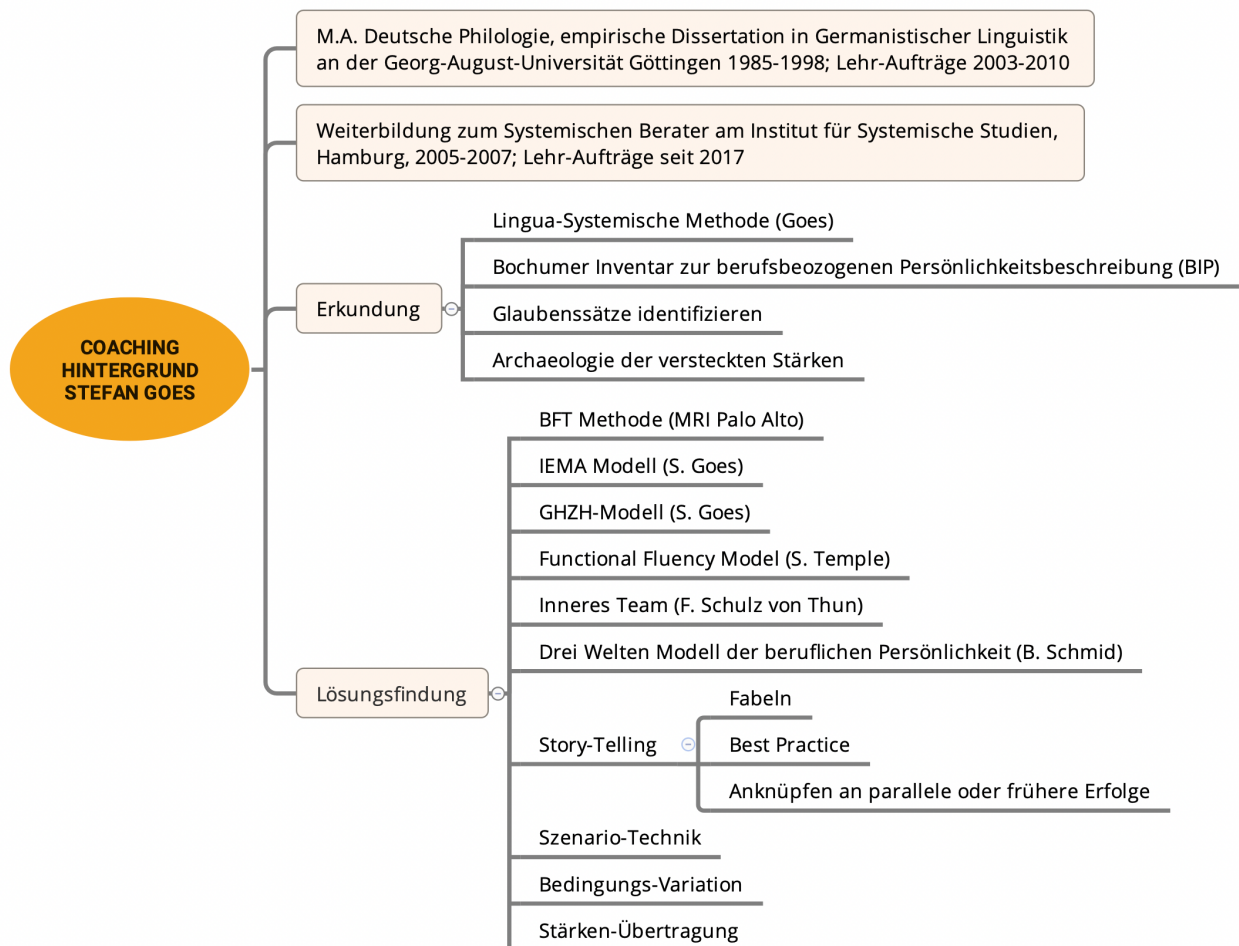 M.A. Deutsche Philologie, empirische Dissertation in Germanistischer Linguistik
an der Georg-August-Universität Göttingen 1985-1998; Lehr-Aufträge 2003-2010
Weiterbildung zum Systemischen Berater am Institut für Systemische Studien,
Hamburg, 2005-2007; Lehr-Aufträge seit 2017
COACHING
HINTERGRUND
STEFAN GOES
Erkundung
Lingua-Systemische Methode (Goes)
Bochumer Inventar zur berufsbeozogenen Persönlichkeitsbeschreibung (BIP)
Glaubenssätze identifizieren
Archaeologie der versteckten Stärken
Lösungsfindung
BFT Methode (MRI Palo Alto)
IEMA Modell (S. Goes)
GHZH-Modell (S. Goes)
Functional Fluency Model (S. Temple)
Inneres Team (F. Schulz von Thun)
Drei Welten Modell der beruflichen Persönlichkeit (B. Schmid)
Story-Telling
Fabeln
Best Practice
Anknüpfen an parallele oder frühere Erfolge
Szenario-Technik
Bedingungs-Variation
Stärken-Übertragung